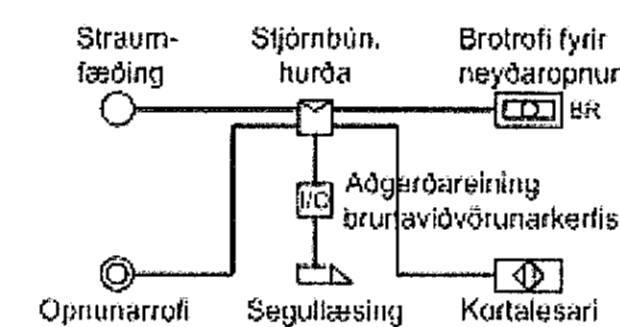 Straum-
fæðing
Stjórnbún.
hurða
Brotrofi fyrir
neyðaropnun
BR
I/O
Aðgerðareining
brunaviðvörunarkerfis
Opnunarrofi
Segullæsing
Kortalesari